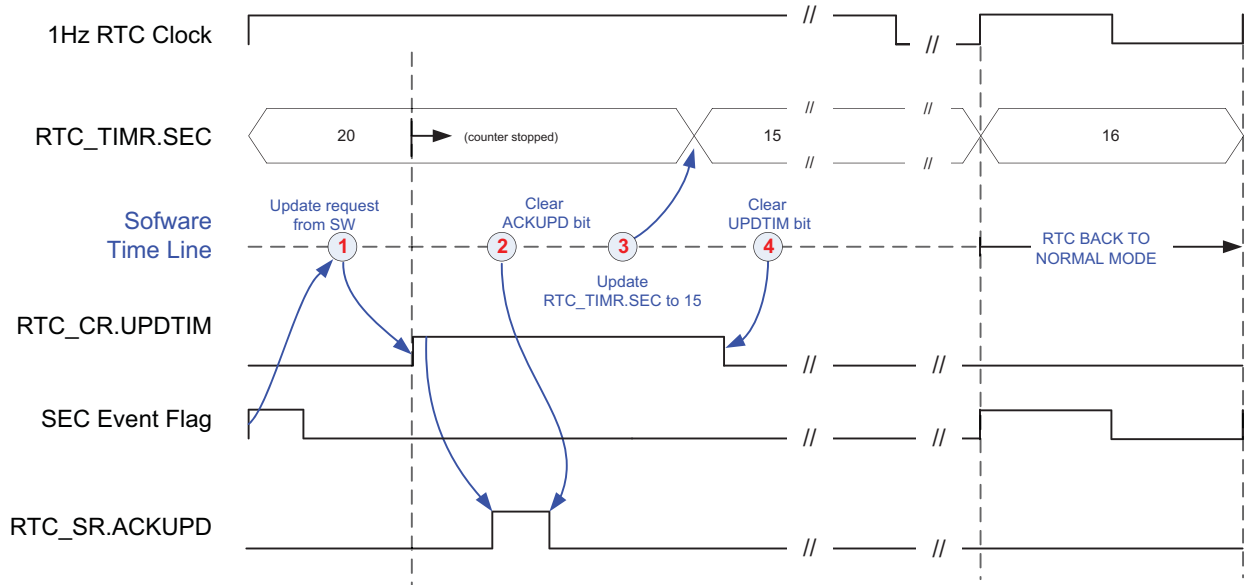 1Hz RTC Clock
//
//
RTC_TIMR.SEC
20
(counter stopped)
15
16
//
//
//
//
Sofware
Time Line
Update request
from SW
1
Clear
ACKUPD bit
2
3
Update
RTC_TIMR.SEC to 15
Clear
UPDTIM bit
4
RTC BACK TO
NORMAL MODE
RTC_CR.UPDTIM
//
//
SEC Event Flag
//
//
RTC_SR.ACKUPD
//
//